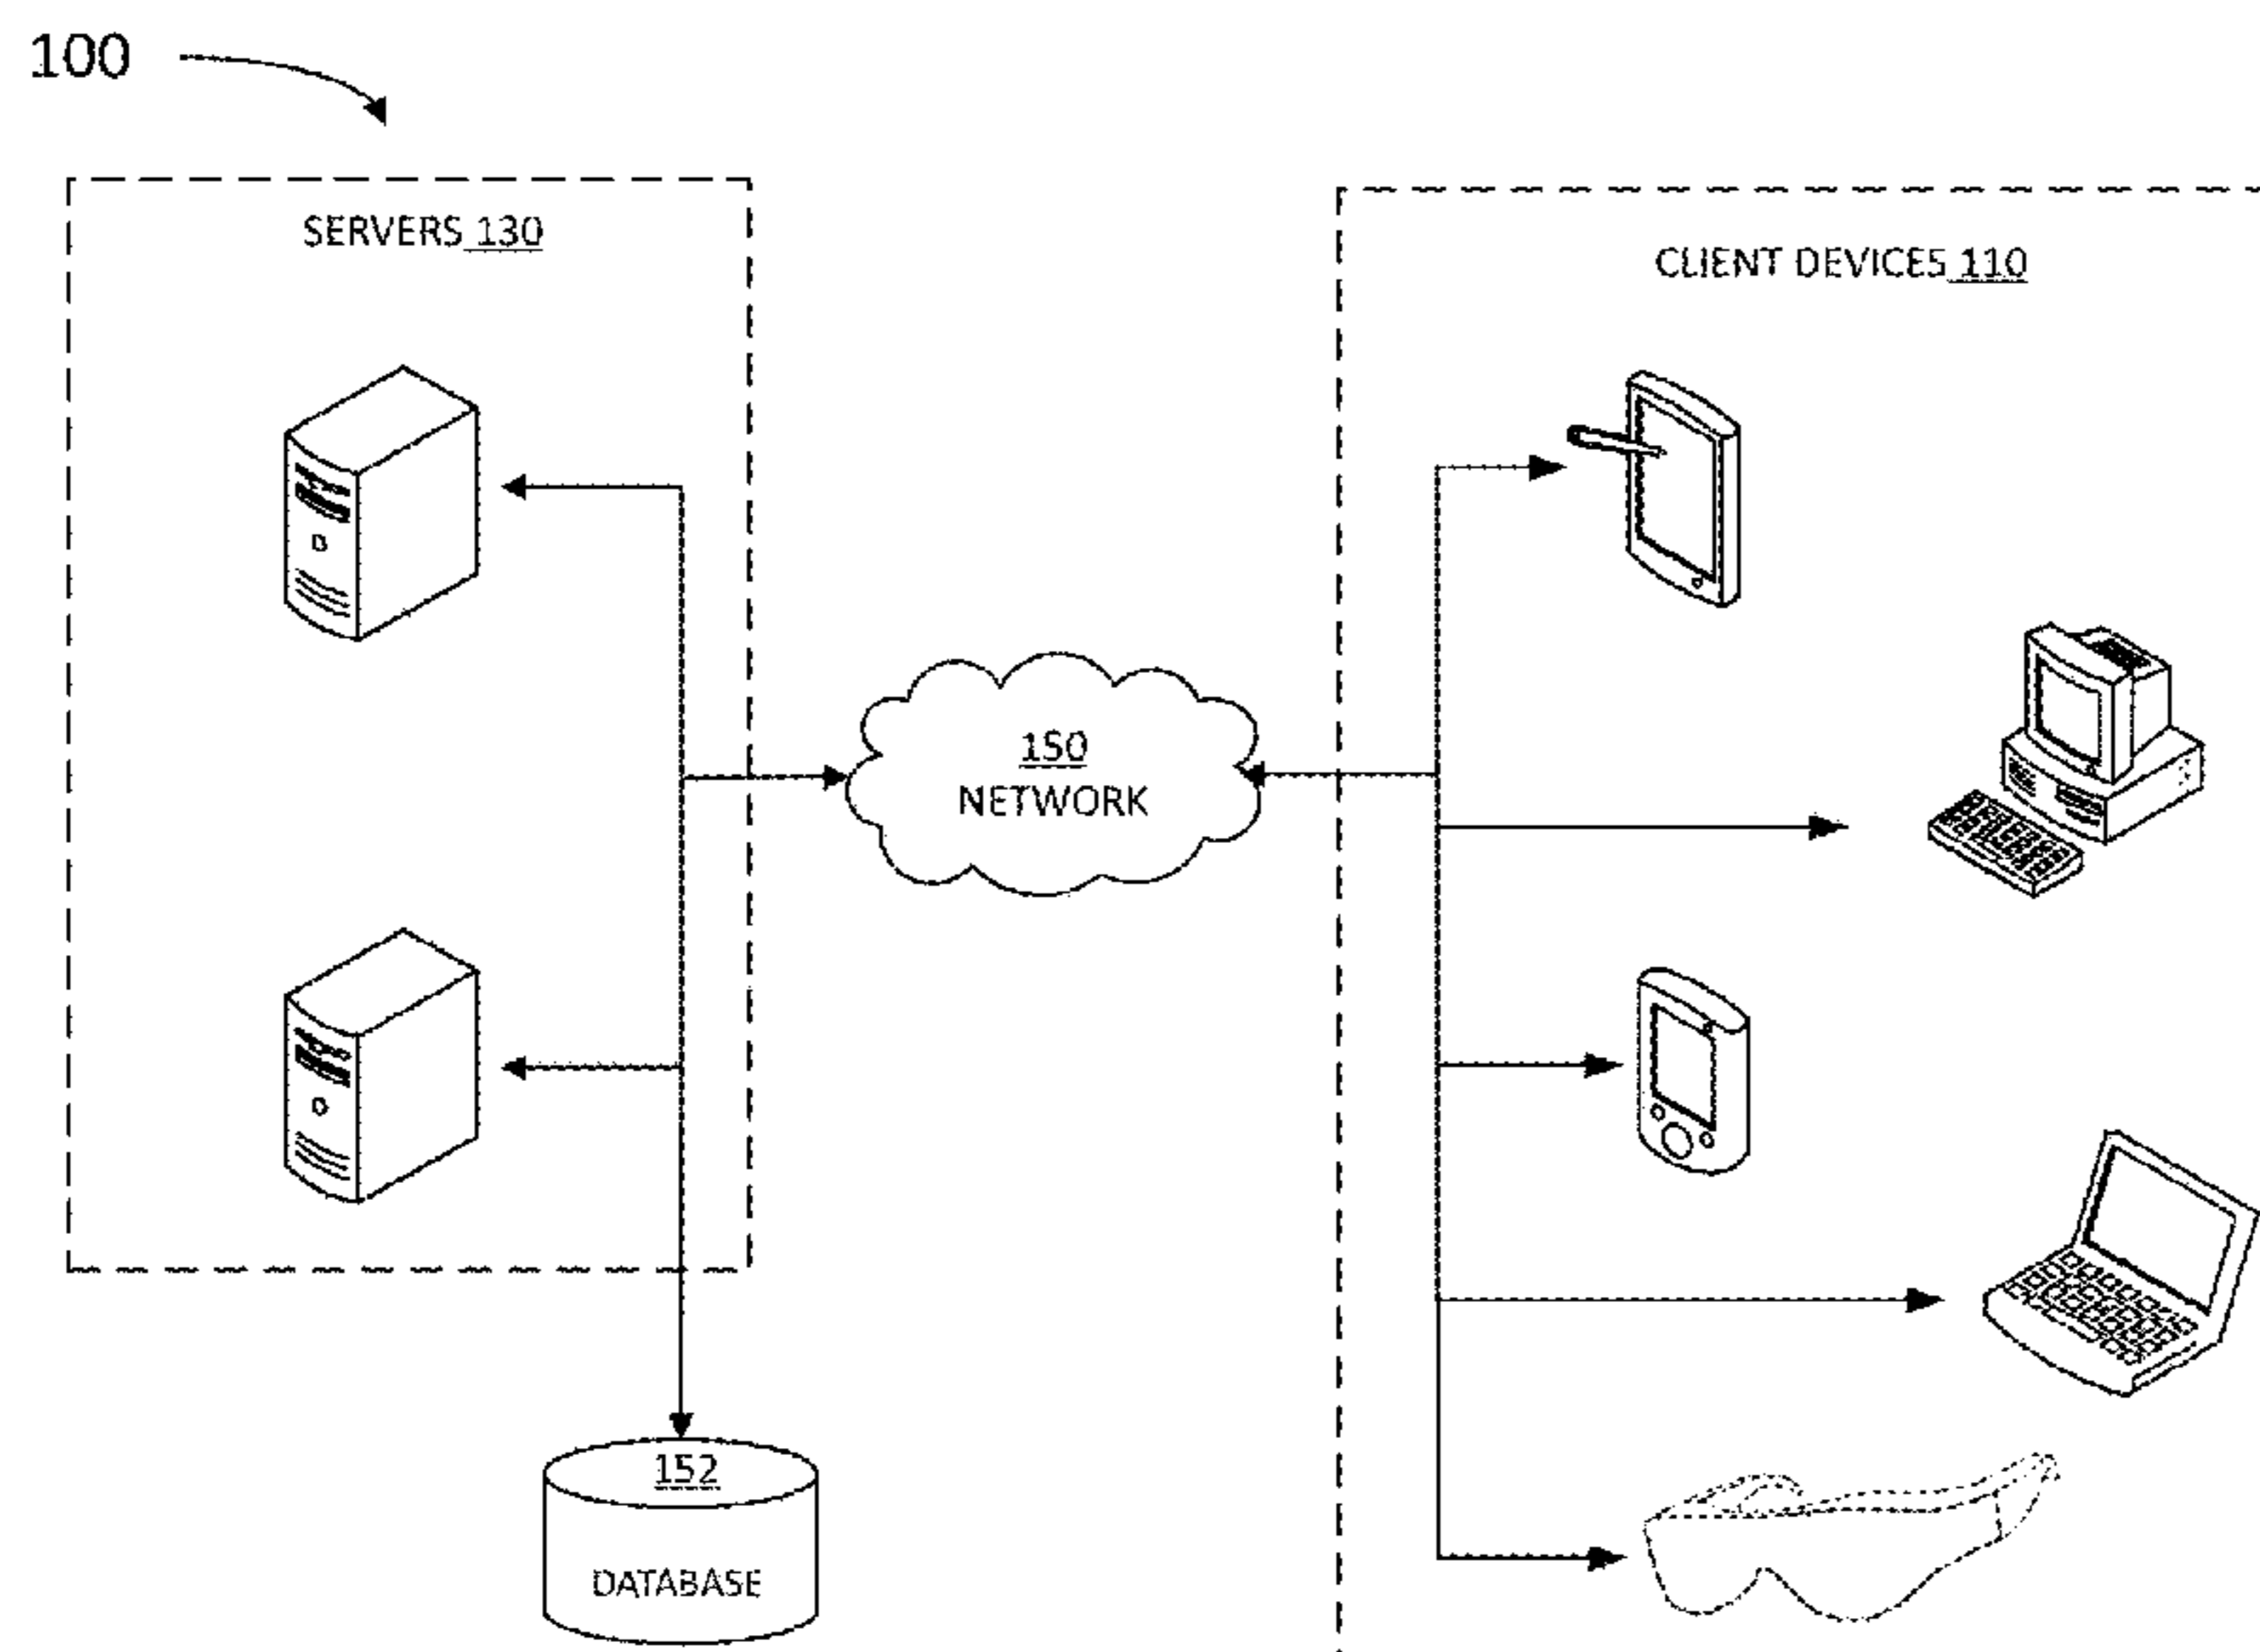 100
SERVERS 130
CLIENT DEVICES 110
150
NETWORK
152
DATABASE